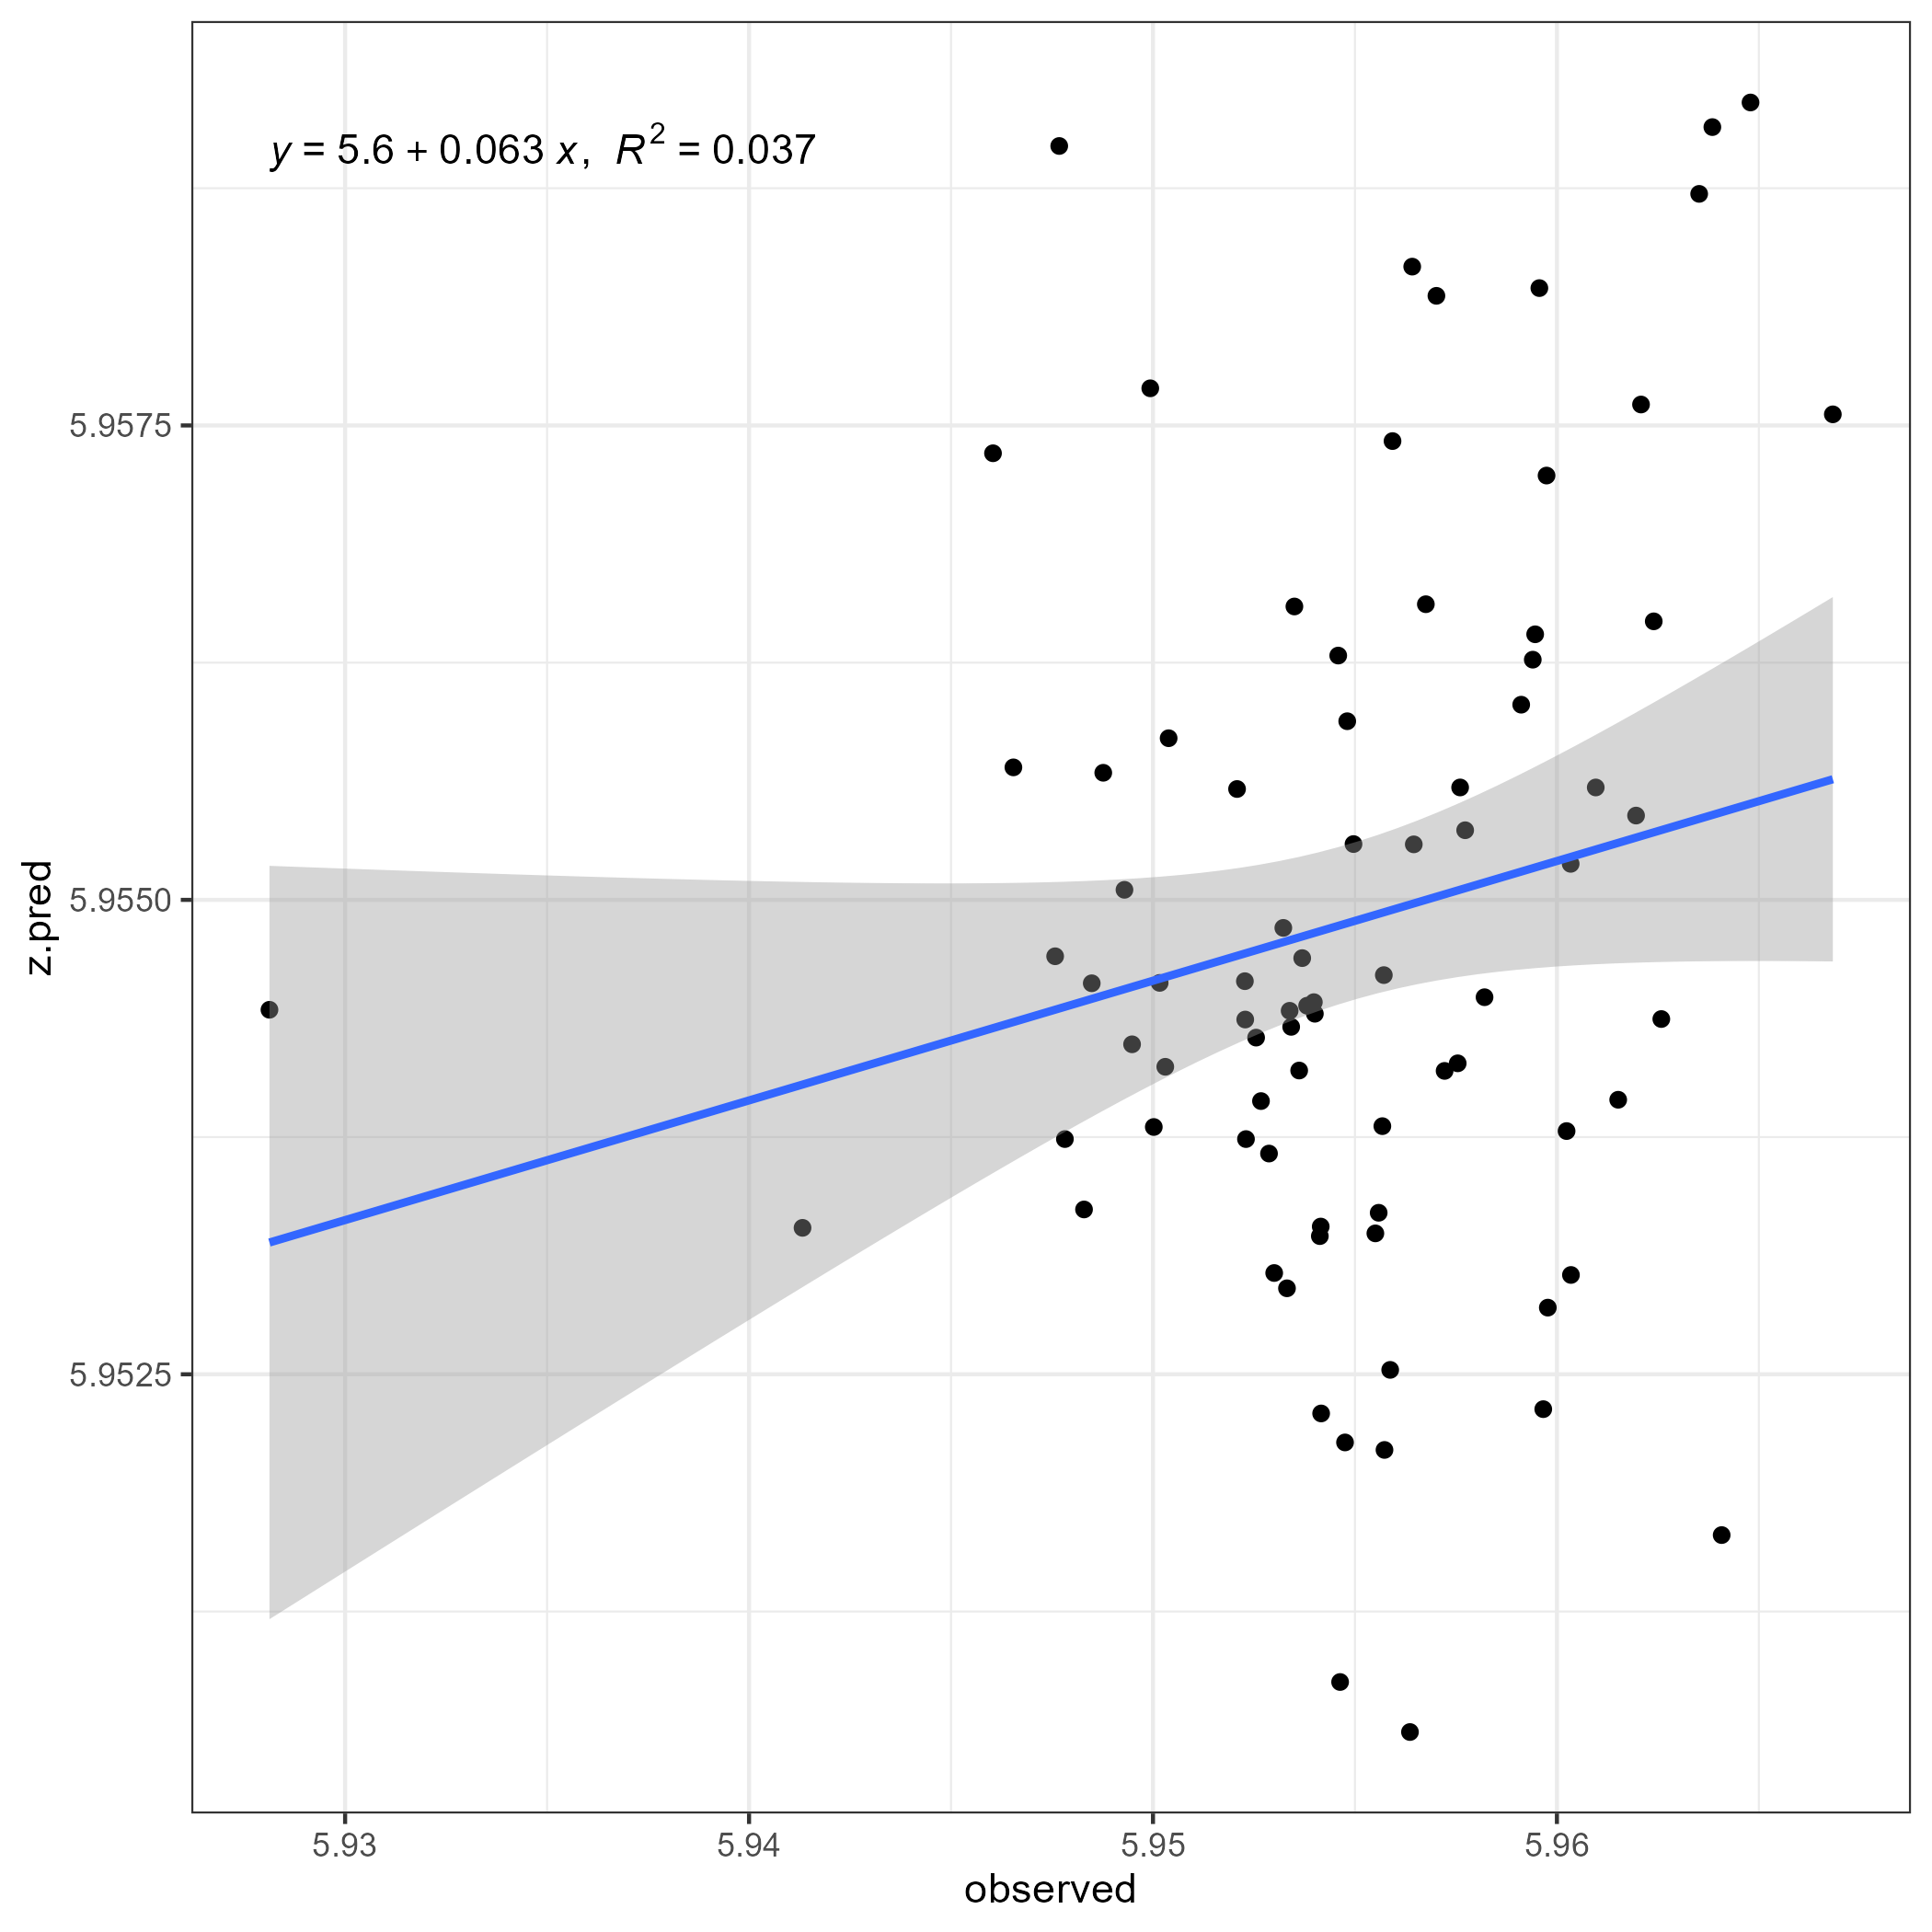 y = 5.6 + 0.063 x, R² = 0.037
z.pred
5.9575
5.9550
5.9525
5.93 5.94 5.95 5.96
observed